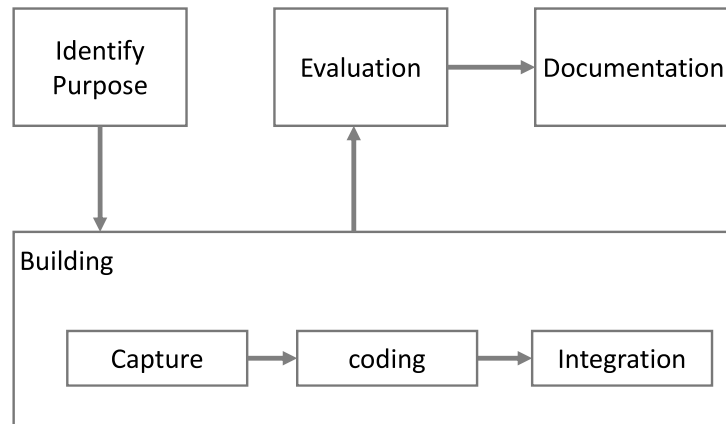 Identify
Purpose
Evaluation
Documentation
Building
Capture
coding
Integration